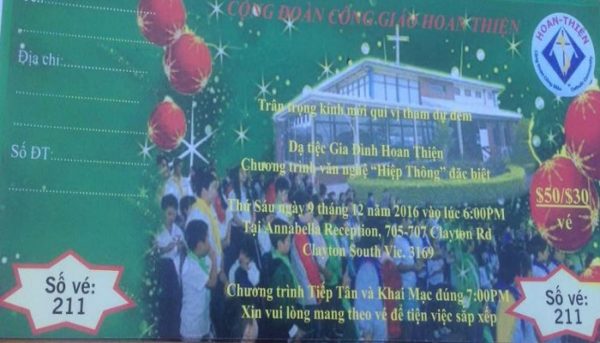 CỘNG ĐOÀN CÔNG GIÁO HOAN THIỆN
HOAN-THIEN
Địa chỉ:
Số ĐT
Trân trọng kính mời quí vị tham dự đêm
Dạ tiệc Gia Đình Hoan Thiện
Chương trình văn nghệ “Hiệp Thông” đặc biệt
$50/$30
vé
Thứ Sáu ngày 9 tháng 12 năm 2016 vào lúc 6:00PM
Tại Annabella Reception, 705-707 Clayton Rd
Clayton South Vic. 3169
Chương trình Tiếp Tân và Khai Mạc đúng 7:00PM
Xin vui lòng mang theo vé để tiện việc sắp xếp
Số vé:
211
Số vé:
211